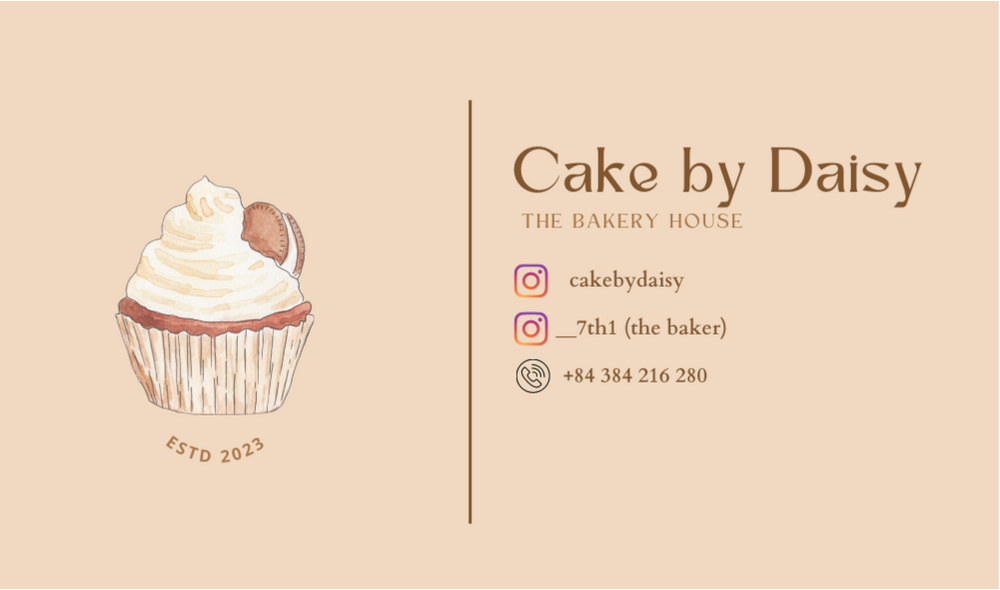 Cake by Daisy
THE BAKERY HOUSE
cakebydaisy
__7th1 (the baker)
+84 384 216 280
ESTD 2023